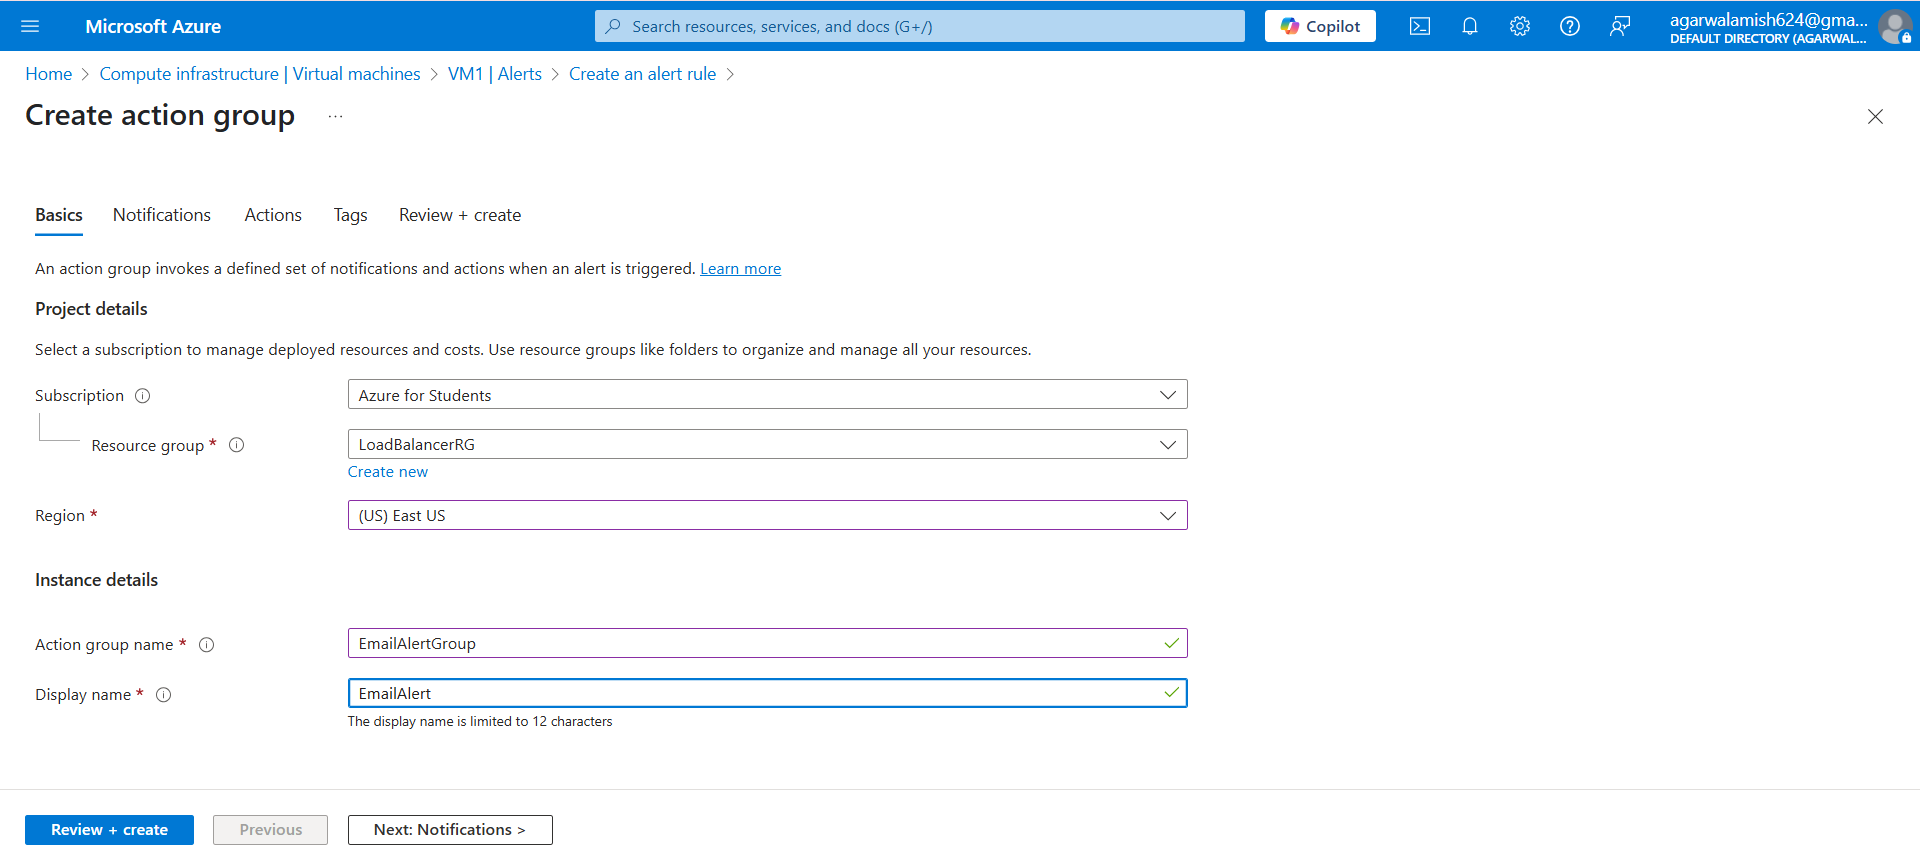 Microsoft Azure
Search resources, services, and docs (G+/)
Copilot
agarwalamish624@gma...
DEFAULT DIRECTORY (AGARWAL...
Home > Compute infrastructure | Virtual machines > VM1 | Alerts > Create an alert rule >
Create action group ...
Basics Notifications Actions Tags Review + create
An action group invokes a defined set of notifications and actions when an alert is triggered. Learn more
Project details
Select a subscription to manage deployed resources and costs. Use resource groups like folders to organize and manage all your resources.
Subscription
Azure for Students
Resource group *
LoadBalancerRG
Create new
Region *
(US) East US
Instance details
Action group name *
EmailAlertGroup
Display name *
EmailAlert
The display name is limited to 12 characters
Review + create
Previous
Next: Notifications >